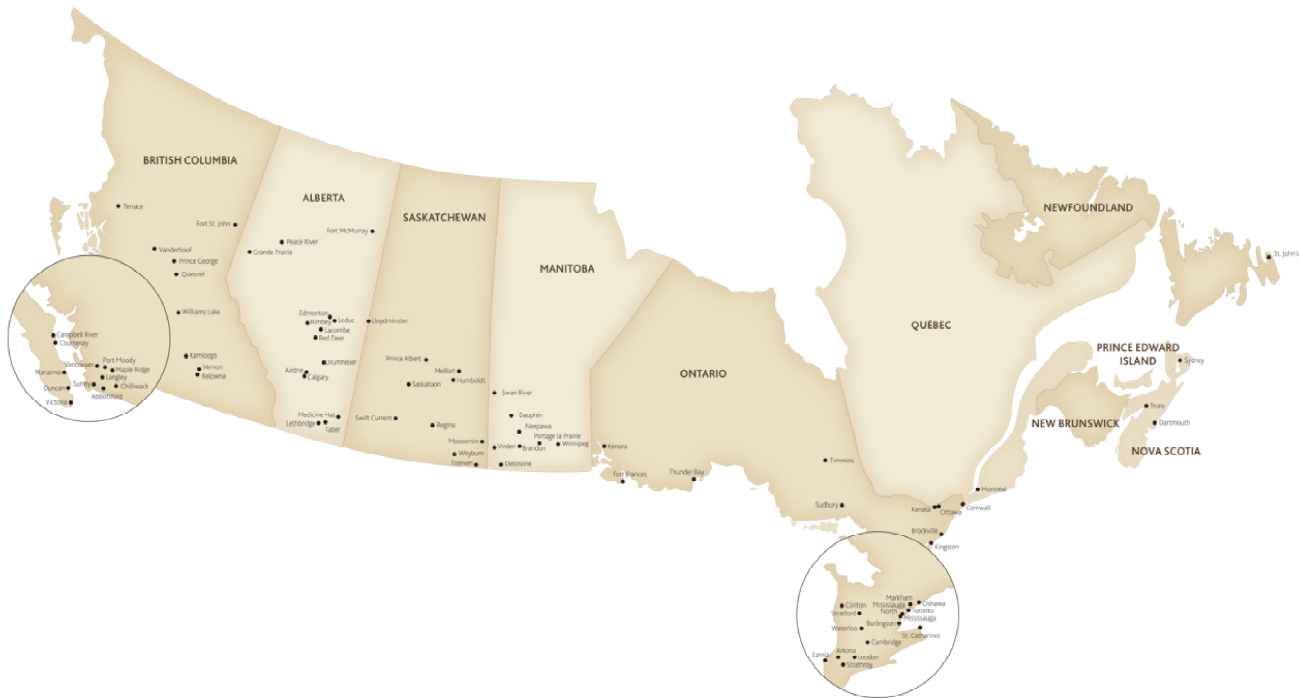 BRITISH COLUMBIA
Terrace
Fort St. John
Vanderhoof
Prince George
Quesnel
Williams Lake
Kamloops
Vernon
Kelowna
Campbell River
Courtenay
Port Moody
Vancouver
Maple Ridge
Nanaimo
Langley
Surrey
Chilliwack
Duncan
Abbotsford
Victoria
ALBERTA
Fort McMurray
Peace River
Grande Prairie
Edmonton
Leduc
Rimbey
Lacombe
Red Deer
Drumheller
Airdrie
Calgary
Medicine Hat
Lethbridge
Taber
SASKATCHEWAN
Lloydminster
Prince Albert
Melfort
Humboldt
Saskatoon
Swift Current
Regina
Moosomin
Weyburn
Estevan
MANITOBA
Swan River
Dauphin
Neepawa
Portage la Prairie
Virden
Brandon
Winnipeg
Deloraine
ONTARIO
Kenora
Fort Frances
Thunder Bay
Timmins
Sudbury
Kanata
Ottawa
Cornwall
Brockville
Kingston
Markham
Clinton
Mississauga
Oshawa
Stratford
North
Toronto
Mississauga
Burlington
Waterloo
St. Catharines
Cambridge
Arkona
Sarnia
London
Strathroy
QUÉBEC
Montréal
NEWFOUNDLAND
St. John's
PRINCE EDWARD
ISLAND
Sydney
Truro
NEW BRUNSWICK
Dartmouth
NOVA SCOTIA